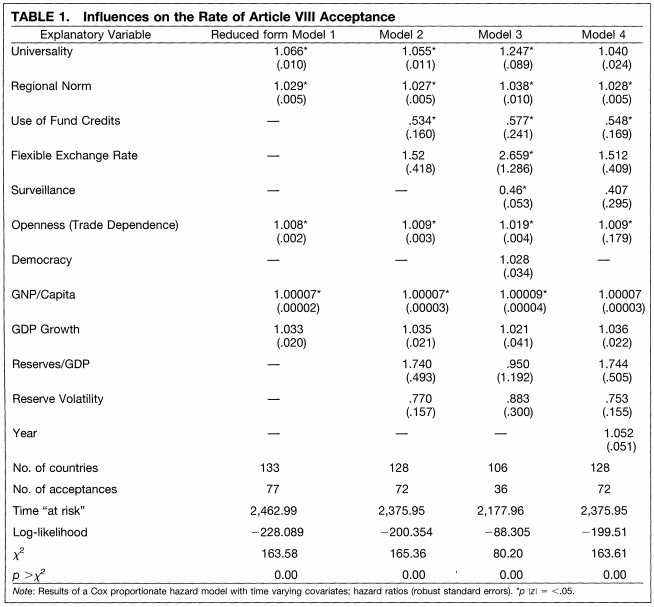 TABLE 1. Influences on the Rate of Article VIII Acceptance
Explanatory Variable Reduced form Model 1 Model 2 Model 3 Model 4
Universality 1.066* 1.055* 1.247* 1.040
(.010) (.011) (.089) (.024)
Regional Norm 1.029* 1.027* 1.038* 1.028*
(.005) (.005) (.010) (.005)
Use of Fund Credits — .534* .577* .548*
(.160) (.241) (.169)
Flexible Exchange Rate — 1.52 2.659* 1.512
(.418) (1.286) (.409)
Surveillance — — 0.46* .407
(.053) (.295)
Openness (Trade Dependence) 1.008* 1.009* 1.019* 1.009*
(.002) (.003) (.004) (.179)
Democracy — — 1.028 —
(.034)
GNP/Capita 1.00007* 1.00007* 1.00009* 1.00007
(.00002) (.00003) (.00004) (.00003)
GDP Growth 1.033 1.035 1.021 1.036
(.020) (.021) (.041) (.022)
Reserves/GDP — 1.740 .950 1.744
(.493) (1.192) (.505)
Reserve Volatility — .770 .883 .753
(.157) (.300) (.155)
Year — — — 1.052
(.051)
No. of countries 133 128 106 128
No. of acceptances 77 72 36 72
Time “at risk” 2,462.99 2,375.95 2,177.96 2,375.95
Log-likelihood −228.089 −200.354 −88.305 −199.51
χ² 163.58 165.36 80.20 163.61
p >χ² 0.00 0.00 0.00 0.00
Note: Results of a Cox proportionate hazard model with time varying covariates; hazard ratios (robust standard errors). *p |z| = <.05.